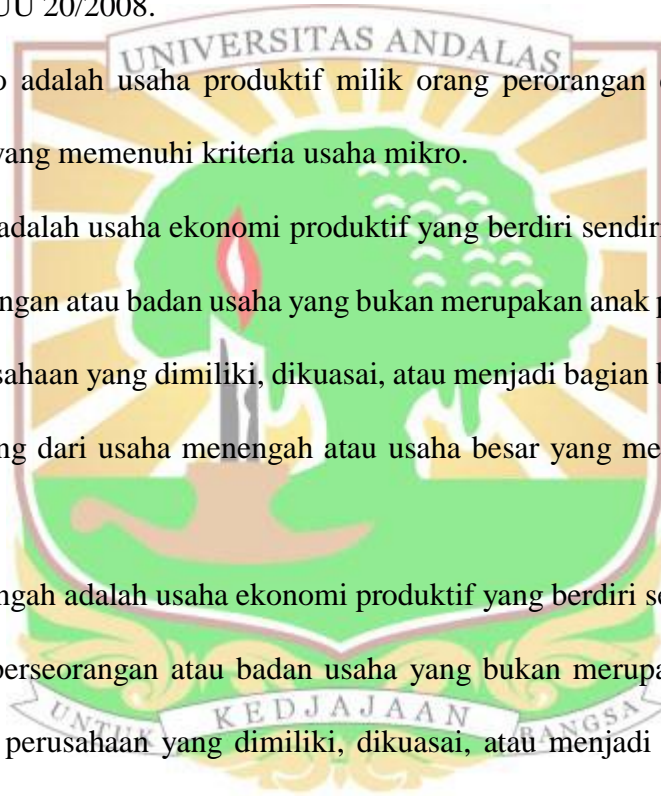 UU 20/2008.
UNIVERSITAS ANDALAS
o adalah usaha produktif milik orang perorangan
yang memenuhi kriteria usaha mikro.
adalah usaha ekonomi produktif yang berdiri sendiri
ngan atau badan usaha yang bukan merupakan anak p
sahaan yang dimiliki, dikuasai, atau menjadi bagian b
ng dari usaha menengah atau usaha besar yang me
ngah adalah usaha ekonomi produktif yang berdiri se
perseorangan atau badan usaha yang bukan merupa
UNTUK KEDJAJAAN BANGSA
perusahaan yang dimiliki, dikuasai, atau menjadi